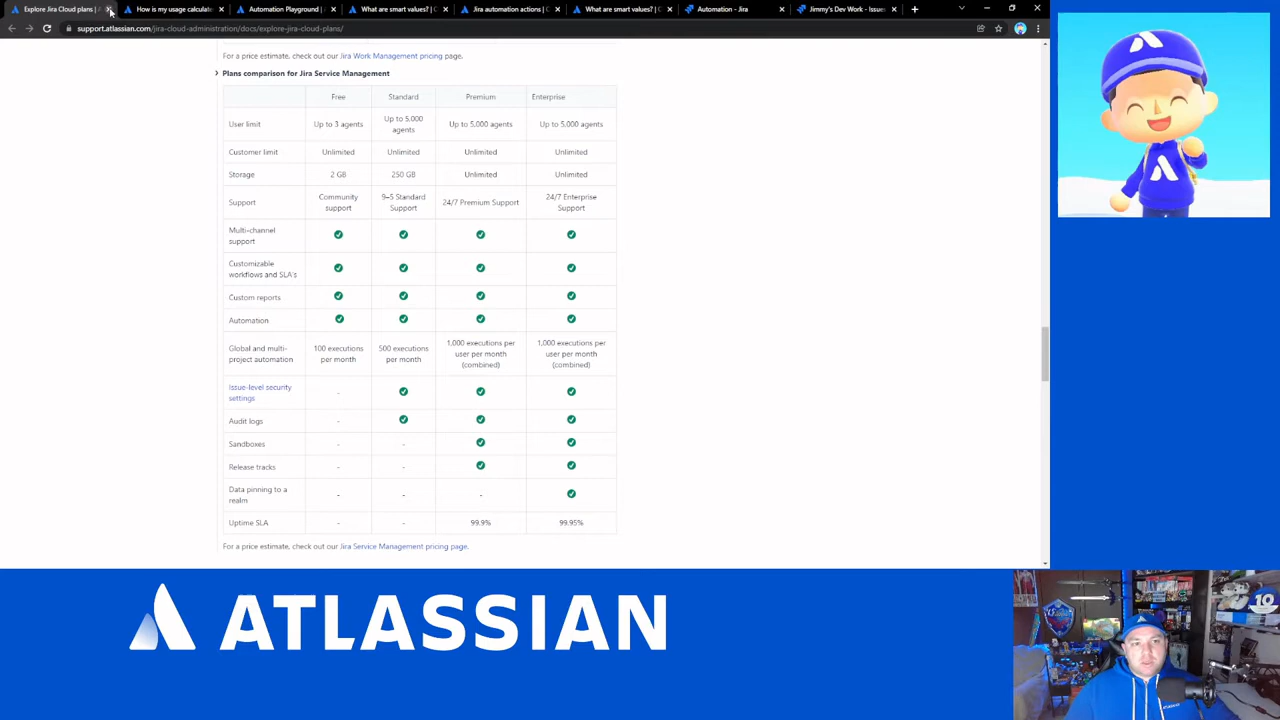 Explore Jira Cloud plans |
How is my usage calculate
Automation Playground |
What are smart values? | C
Jira automation actions | C
What are smart values? | C
Automation - Jira
Jimmy's Dev Work - Issues
support.atlassian.com/jira-cloud-administration/docs/explore-jira-cloud-plans/
For a price estimate, check out our Jira Work Management pricing page.
Plans comparison for Jira Service Management
Free Standard Premium Enterprise
User limit Up to 3 agents Up to 5,000 agents Up to 5,000 agents Up to 5,000 agents
Customer limit Unlimited Unlimited Unlimited Unlimited
Storage 2 GB 250 GB Unlimited Unlimited
Support Community support 9–5 Standard Support 24/7 Premium Support 24/7 Enterprise Support
Multi-channel support
Customizable workflows and SLA's
Custom reports
Automation
Global and multi-project automation 100 executions per month 500 executions per month 1,000 executions per user per month (combined) 1,000 executions per user per month (combined)
Issue-level security settings -
Audit logs -
Sandboxes - -
Release tracks - -
Data pinning to a realm - - -
Uptime SLA - - 99.9% 99.95%
For a price estimate, check out our Jira Service Management pricing page.
ATLASSIAN